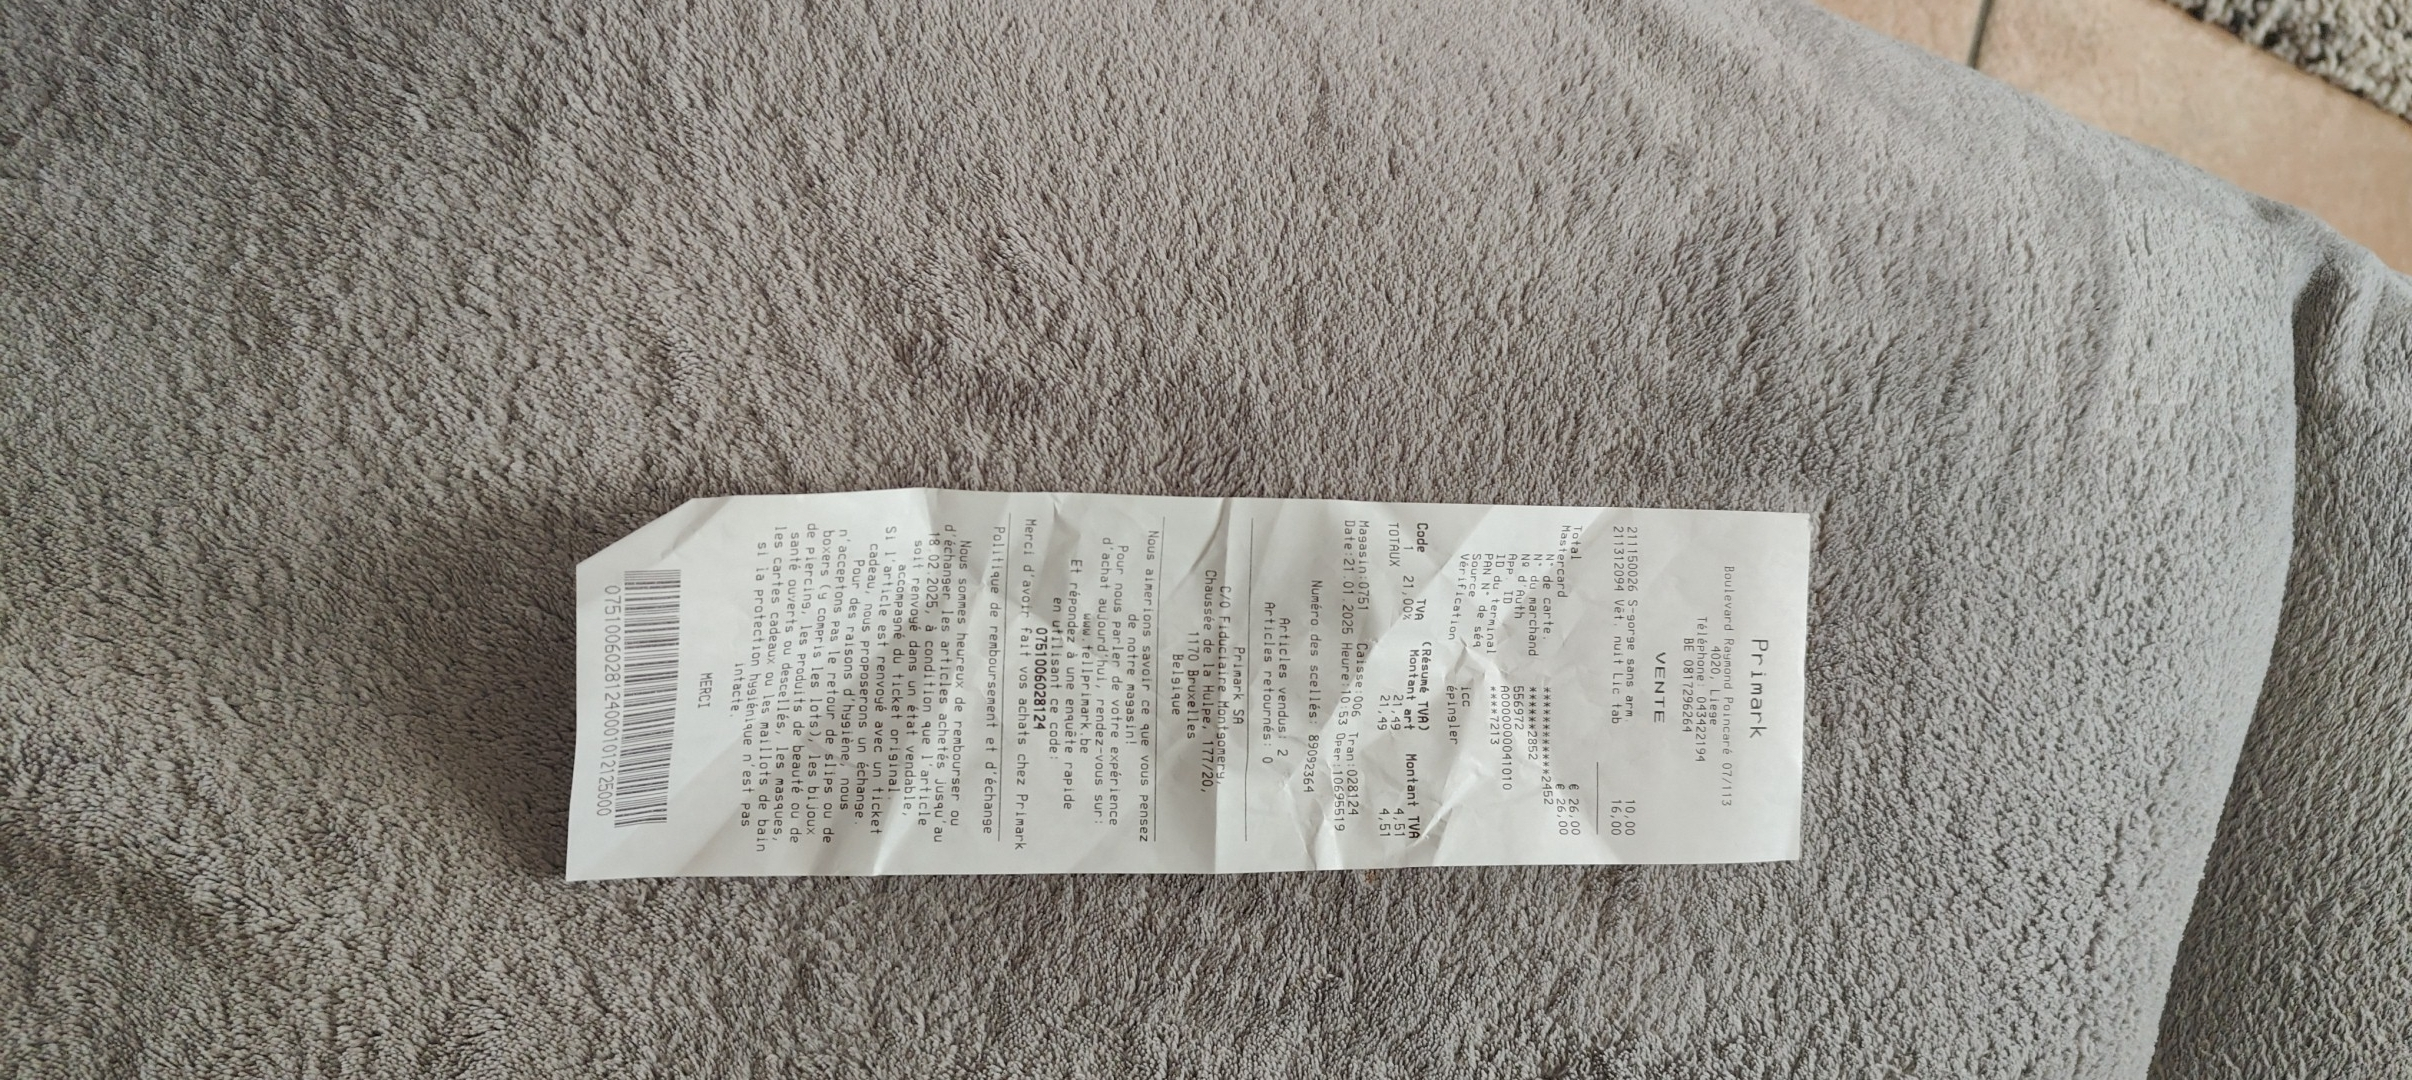 Primark
Boulevard Raymond Poincaré 07/113
4020, Liege
Téléphone: 043422194
BE 0817296264
VENTE
211150026 S-gorge sans arm. 10,00
211312094 Vêt. nuit Lic tab 16,00
Total € 26,00
Mastercard € 26,00
N° de carte. ************2452
N° du marchand ******2852
Nº d'Auth 556972
App. ID A0000000041010
ID du terminal ****7213
PAN N° de séq
Source icc
Vérification épingler
(Résumé TVA)
Code TVA Montant art Montant TVA
1 21,00% 21,49 4,51
TOTAUX 21,49 4,51
Magasin:0751 Caisse:006 Tran:028124
Date:21.01.2025 Heure:10:53 Oper:10695519
Numéro des scellés: 89092364
Articles vendus: 2
Articles retournés: 0
Primark SA
C/O Fiduciaire Montgomery,
Chaussée de la Hulpe, 177/20,
1170 Bruxelles
Belgique
Nous aimerions savoir ce que vous pensez
de notre magasin!
Pour nous parler de votre expérience
d'achat aujourd'hui, rendez-vous sur:
www.tellprimark.be
Et répondez à une enquête rapide
en utilisant ce code:
075100602​8124
Merci d'avoir fait vos achats chez Primark
Politique de remboursement et d'échange
Nous sommes heureux de rembourser ou
d'échanger les articles achetés jusqu'au
18.02.2025, à condition que l'article
soit renvoyé dans un état vendable,
accompagné du ticket original.
Si l'article est renvoyé avec un ticket
cadeau, nous proposerons un échange.
Pour des raisons d'hygiène, nous
n'acceptons pas le retour de slips ou de
boxers (y compris les lots), les bijoux
de piercing, les produits de beauté ou de
santé ouverts ou descellés, les masques,
les cartes cadeaux ou les maillots de bain
si la protection hygiénique n'est pas
intacte.
MERCI
075100602812400012125000